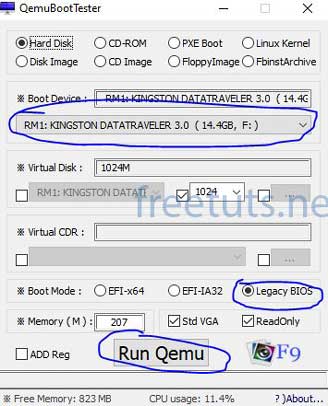 QemuBootTester
Hard Disk CD-ROM PXE Boot Linux Kernel
Disk Image CD Image FloppyImage FbinstArchive
※ Boot Device : RM1: KINGSTON DATATRAVELER 3.0 ( 14.4G
RM1: KINGSTON DATATRAVELER 3.0 ( 14.4GB, F: )
※ Virtual Disk : 1024M
RM1: KINGSTON DATATI 1024 ...
freetuts.net
※ Virtual CDR :
...
※ Boot Mode : EFI-x64 EFI-IA32 Legacy BIOS
※ Memory ( M ) : 207 Std VGA ReadOnly
ADD Reg Run Qemu F9
※ Free Memory: 823 MB CPU usage: 11.4% ? )About...